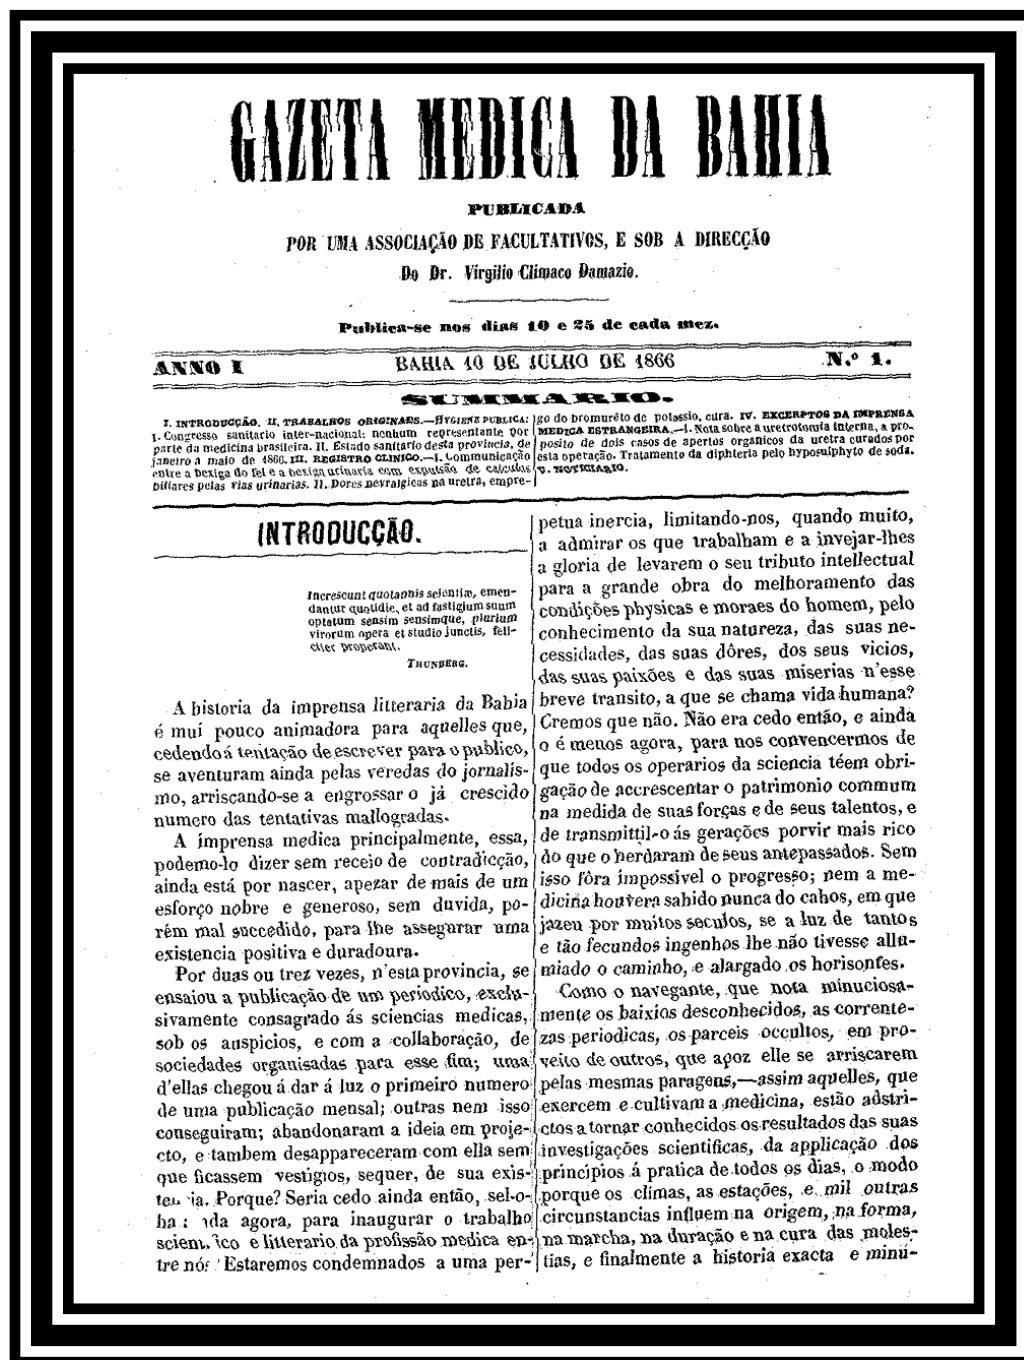 GAZETA MEDICA DA BAHIA
PUBLICADA
POR UMA ASSOCIAÇÃO DE FACULTATIVOS, E SOB A DIRECÇÃO
Do Dr. Virgilio Climaco Damazio.
Publica-se nos dias 10 e 25 de cada mez.
ANNO I
BAHIA 10 DE JULHO DE 1866
N.º 1.
SUMMARIO.
I. INTRODUCÇÃO. II. TRABALHOS ORIGINAES.—HYGIENE PUBLICA:
I. Congresso sanitario inter-nacional: nenhum representante por
parte da medicina brasileira. II. Estado sanitario desta provincia, de
janeiro a maio de 1866. III. REGISTRO CLINICO.—I. Communicação
entre a bexiga do fel e a bexiga urinaria com expulsão de calculos
biliares pelas vias urinarias. II. Dores nevralgicas na uretra, empre-
go do bromureto de potassio, cura. IV. EXCERPTOS DA IMPRENSA
MEDICA ESTRANGEIRA.—I. Nota sobre a uretrotomia interna, a pro-
posito de dois casos de apertos organicos da uretra curados por
esta operação. Tratamento da diphteria pelo hyposulphyto de soda.
V. NOTICIARIO.
INTRODUCÇÃO.
Increscunt quotannis scientiæ, emen-
dantur quotidie, et ad fastigium suum
optatum sensim sensimque, plurium
virorum opera et studio junctis, feli-
citer properant.
THUNBERG.
A historia da imprensa litteraria da Bahia
é mui pouco animadora para aquelles que,
cedendo á tentação de escrever para o publico,
se aventuram ainda pelas veredas do jornalis-
mo, arriscando-se a engrossar o já crescido
numero das tentativas mallogradas.
A imprensa medica principalmente, essa,
podemo-lo dizer sem receio de contradicção,
ainda está por nascer, apezar de mais de um
esforço nobre e generoso, sem duvida, po-
rém mal succedido, para lhe assegurar uma
existencia positiva e duradoura.
Por duas ou trez vezes, n'esta provincia, se
ensaiou a publicação de um periodico, exclu-
sivamente consagrado ás sciencias medicas,
sob os auspicios, e com a collaboração, de
sociedades organisadas para esse fim; uma
d'ellas chegou á dar á luz o primeiro numero
de uma publicação mensal; outras nem isso
conseguiram; abandonaram a ideia em proje-
cto, e tambem desappareceram com ella sem
que ficassem vestigios, sequer, de sua exis-
tencia. Porque? Seria cedo ainda então, sel-o-
ha ainda agora, para inaugurar o trabalho
scientifico e litterario da profissão medica en-
tre nós? Estaremos condemnados a uma per-
petua inercia, limitando-nos, quando muito,
a admirar os que trabalham e a invejar-lhes
a gloria de levarem o seu tributo intellectual
para a grande obra do melhoramento das
condições physicas e moraes do homem, pelo
conhecimento da sua natureza, das suas ne-
cessidades, das suas dôres, dos seus vicios,
das suas paixões e das suas miserias n'esse
breve transito, a que se chama vida humana?
Cremos que não. Não era cedo então, e ainda
o é menos agora, para nos convencermos de
que todos os operarios da sciencia téem obri-
gação de accrescentar o patrimonio commum
na medida de suas forças e de seus talentos, e
de transmittil-o ás gerações porvir mais rico
do que o herdaram de seus antepassados. Sem
isso fôra impossivel o progresso; nem a me-
dicina houvera sahido nunca do cahos, em que
jazeu por muitos seculos, se a luz de tantos
e tão fecundos ingenhos lhe não tivesse allu-
miado o caminho, e alargado os horisontes.
Como o navegante, que nota minuciosa-
mente os baixios desconhecidos, as corrente-
zas periodicas, os parceis occultos, em pro-
veito de outros, que apoz elle se arriscarem
pelas mesmas paragens,—assim aquelles, que
exercem e cultivam a medicina, estão adstri-
ctos a tornar conhecidos os resultados das suas
investigações scientificas, da applicação dos
principios á pratica de todos os dias, o modo
porque os climas, as estações, e mil outras
circunstancias influem na origem, na forma,
na marcha, na duração e na cura das moles-
tias, e finalmente a historia exacta e minu-